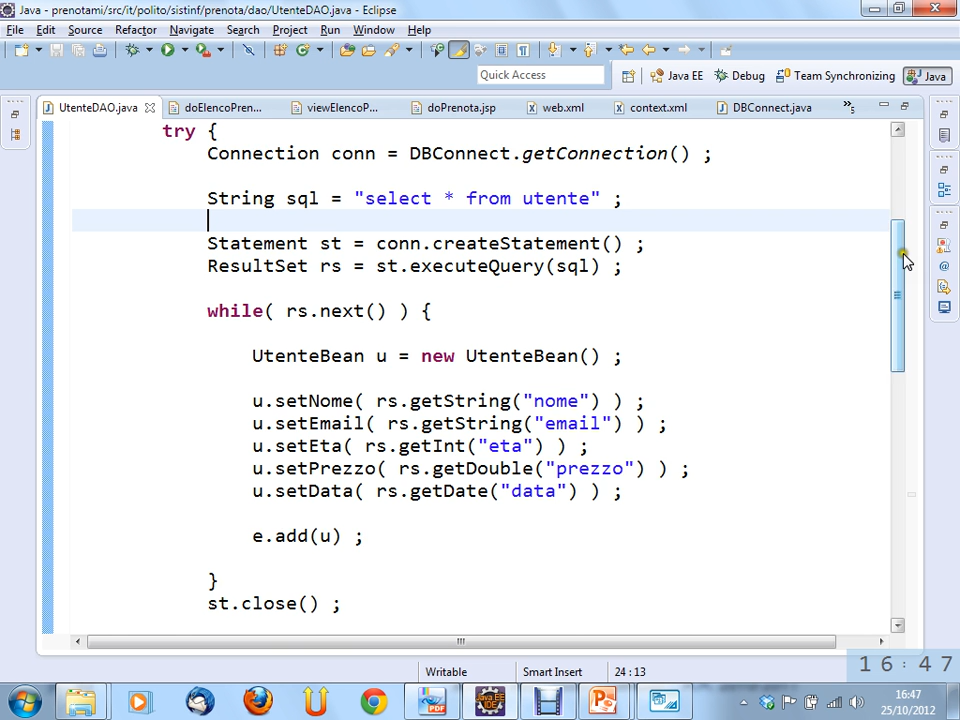 Java - prenotami/src/it/polito/sistinf/prenota/dao/UtenteDAO.java - Eclipse
File Edit Source Refactor Navigate Search Project Run Window Help
Quick Access
Java EE Debug Team Synchronizing Java
UtenteDAO.java doElencoPren... viewElencoP... doPrenota.jsp web.xml context.xml DBConnect.java »5
try {
Connection conn = DBConnect.getConnection() ;
String sql = "select * from utente" ;
Statement st = conn.createStatement() ;
ResultSet rs = st.executeQuery(sql) ;
while( rs.next() ) {
UtenteBean u = new UtenteBean() ;
u.setNome( rs.getString("nome") ) ;
u.setEmail( rs.getString("email") ) ;
u.setEta( rs.getInt("eta") ) ;
u.setPrezzo( rs.getDouble("prezzo") ) ;
u.setData( rs.getDate("data") ) ;
e.add(u) ;
}
st.close() ;
Writable Smart Insert 24 : 13
16:47
16:47
25/10/2012